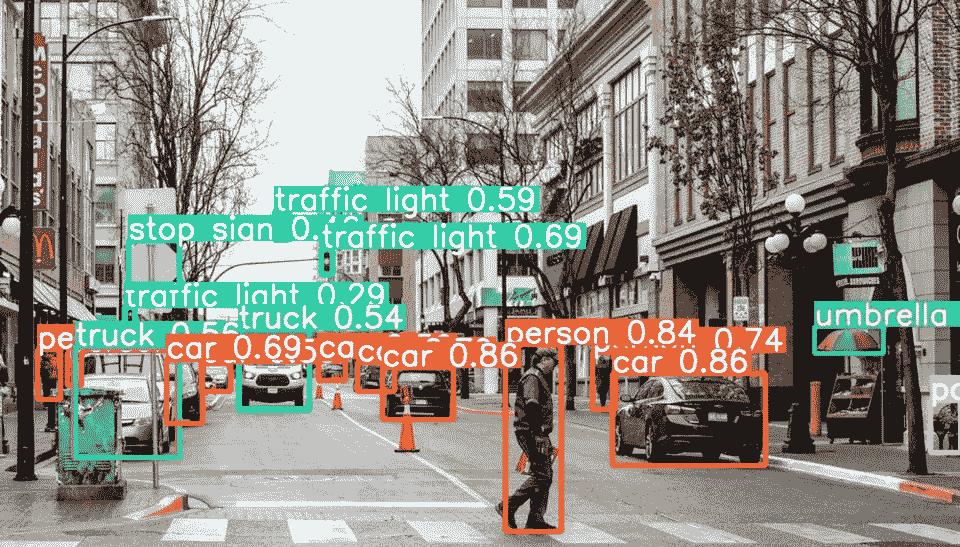 McDonald's
traffic light 0.59
stop sign 0.
traffic light 0.69
traffic light 0.29
truck 0.54
umbrella
pe
truck 0.56
person 0.84
car 0.69
ca
car 0.86
0.74
car 0.86
po